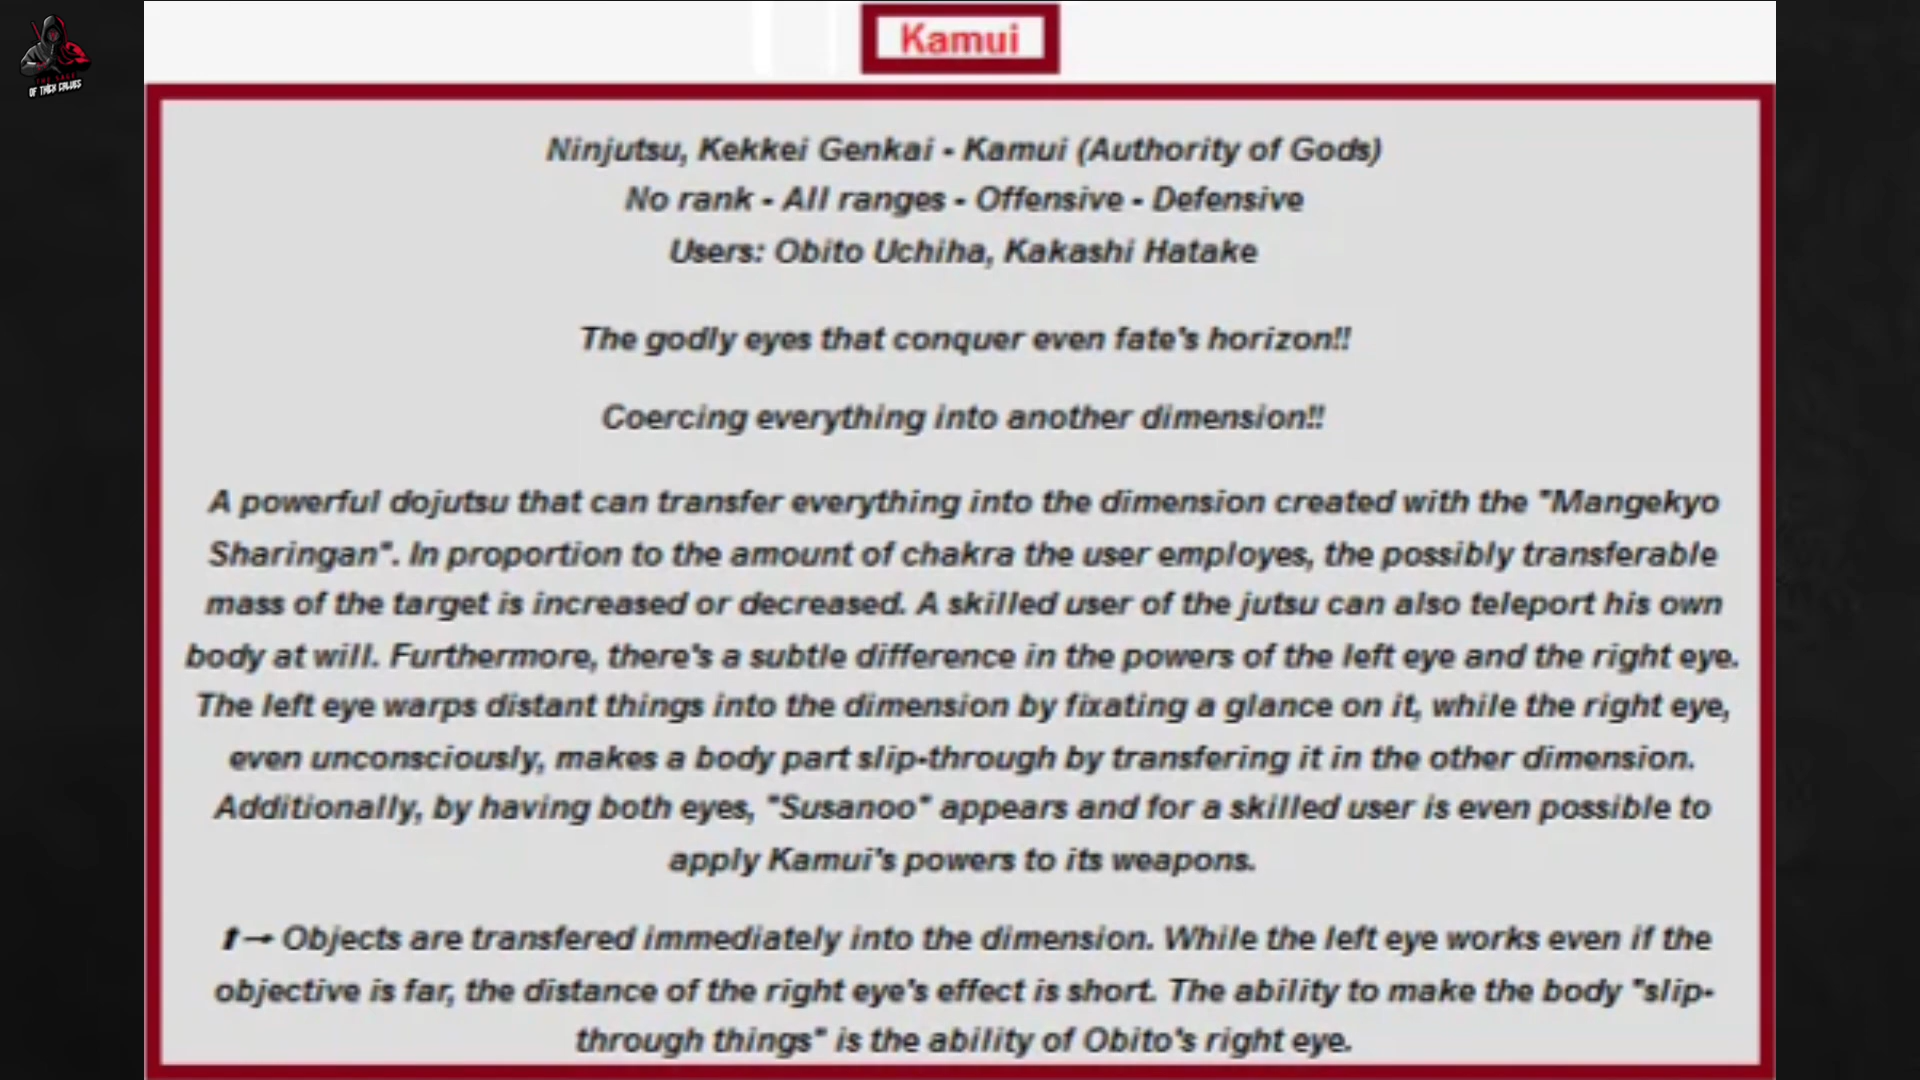 Kamui
OF THICK CALVES
Ninjutsu, Kekkei Genkai - Kamui (Authority of Gods)
No rank - All ranges - Offensive - Defensive
Users: Obito Uchiha, Kakashi Hatake
The godly eyes that conquer even fate's horizon!!
Coercing everything into another dimension!!
A powerful dojutsu that can transfer everything into the dimension created with the "Mangekyo
Sharingan". In proportion to the amount of chakra the user employes, the possibly transferable
mass of the target is increased or decreased. A skilled user of the jutsu can also teleport his own
body at will. Furthermore, there's a subtle difference in the powers of the left eye and the right eye.
The left eye warps distant things into the dimension by fixating a glance on it, while the right eye,
even unconsciously, makes a body part slip-through by transfering it in the other dimension.
Additionally, by having both eyes, "Susanoo" appears and for a skilled user is even possible to
apply Kamui's powers to its weapons.
⬆→ Objects are transfered immediately into the dimension. While the left eye works even if the
objective is far, the distance of the right eye's effect is short. The ability to make the body "slip-
through things" is the ability of Obito's right eye.